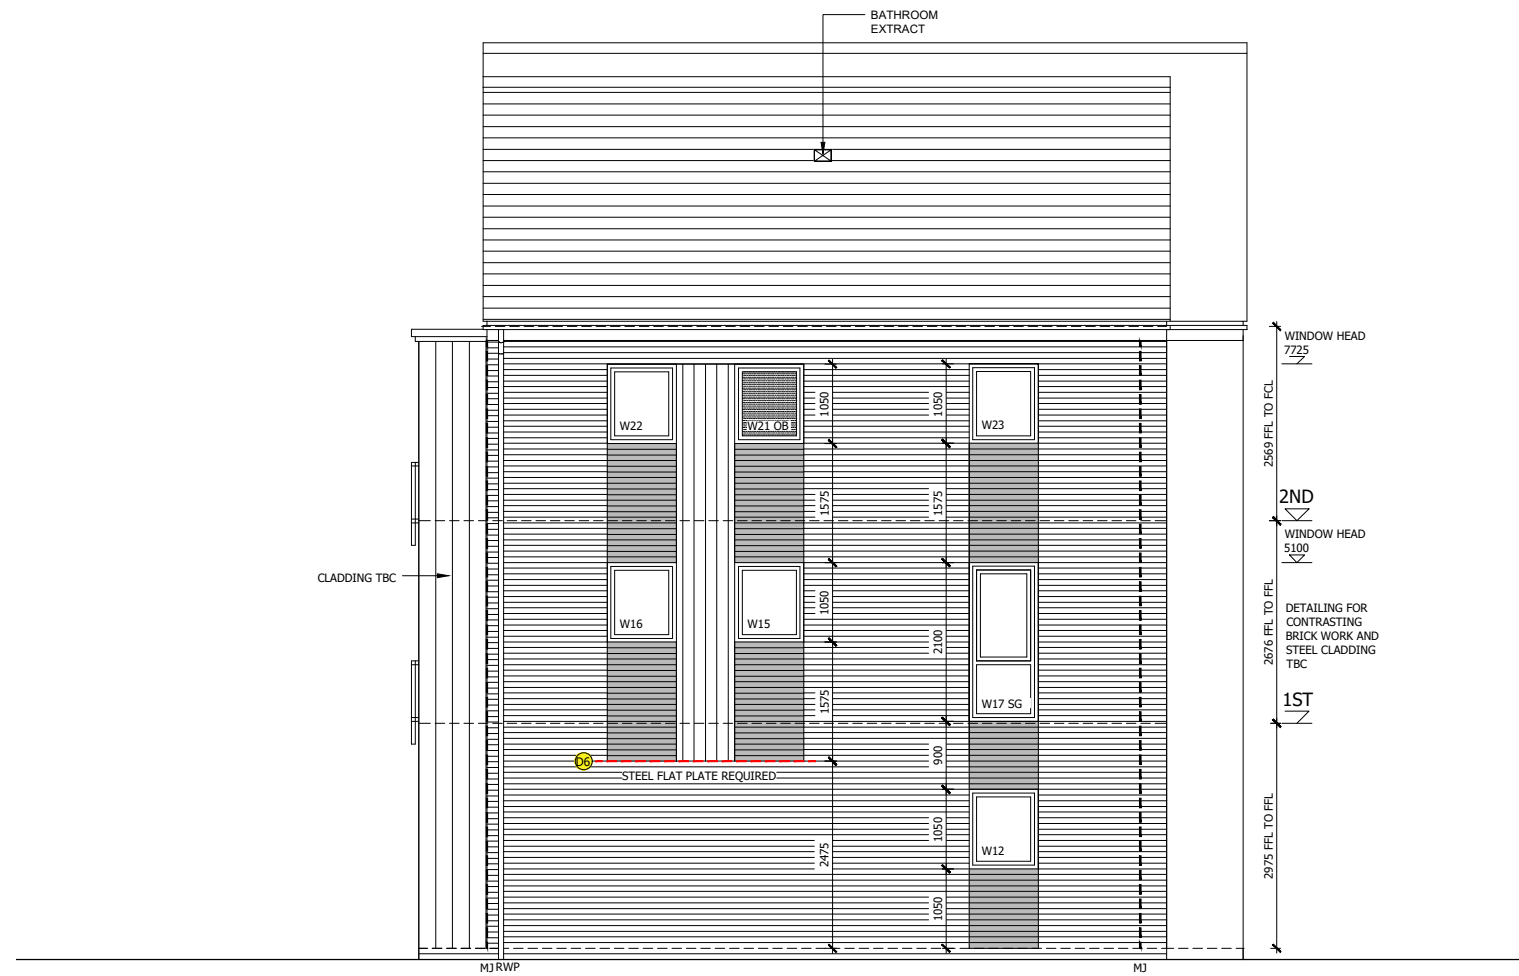 BATHROOM
EXTRACT
WINDOW HEAD
7725
2569 FFL TO FCL
W22
W21 OB
1050
1050
W23
1575
1575
2ND
WINDOW HEAD
5100
CLADDING TBC
W16
W15
1050
2100
2676 FFL TO FFL
DETAILING FOR
CONTRASTING
BRICK WORK AND
STEEL CLADDING
TBC
1575
W17 SG
1ST
D6
STEEL FLAT PLATE REQUIRED
900
2475
1050
W12
2975 FFL TO FFL
1050
MJ RWP
MJ